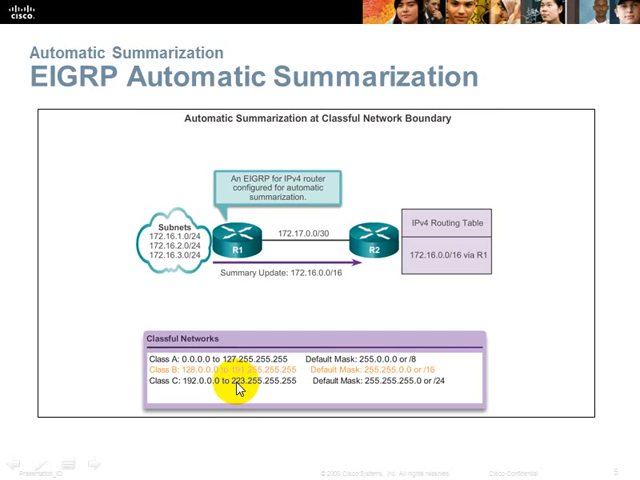 cisco.
Automatic Summarization
EIGRP Automatic Summarization
Automatic Summarization at Classful Network Boundary
An EIGRP for IPv4 router
configured for automatic
summarization.
Subnets
172.16.1.0/24
172.16.2.0/24
172.16.3.0/24
R1
172.17.0.0/30
R2
IPv4 Routing Table
172.16.0.0/16 via R1
Summary Update: 172.16.0.0/16
Classful Networks
Class A: 0.0.0.0 to 127.255.255.255 Default Mask: 255.0.0.0 or /8
Class B: 128.0.0.0 to 191.255.255.255 Default Mask: 255.255.0.0 or /16
Class C: 192.0.0.0 to 223.255.255.255 Default Mask: 255.255.255.0 or /24
Presentation_ID
© 2008 Cisco Systems, Inc. All rights reserved.
Cisco Confidential
5